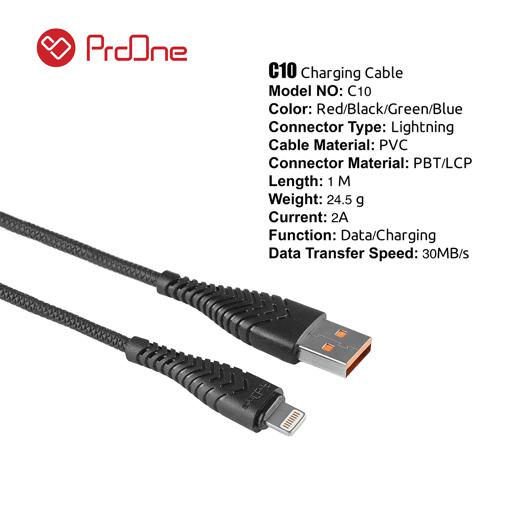 ProOne
C10 Charging Cable
Model NO: C10
Color: Red/Black/Green/Blue
Connector Type: Lightning
Cable Material: PVC
Connector Material: PBT/LCP
Length: 1 M
Weight: 24.5 g
Current: 2A
Function: Data/Charging
Data Transfer Speed: 30MB/s